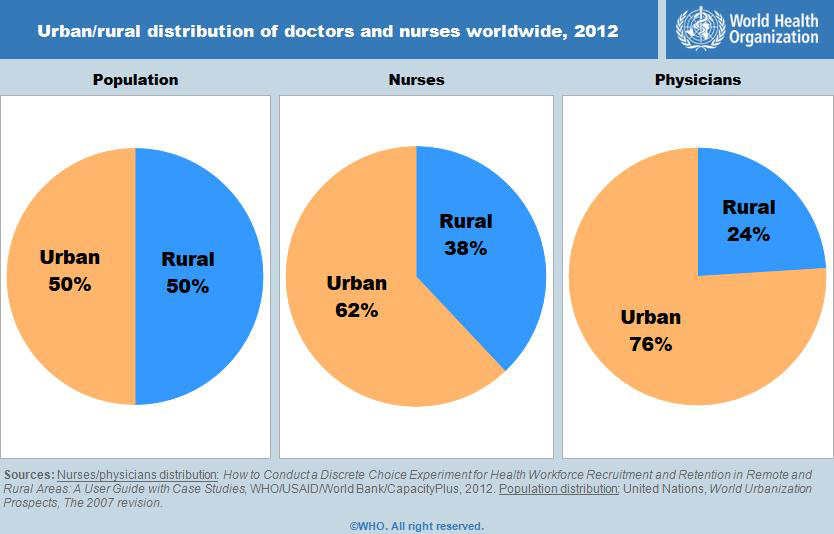 Urban/rural distribution of doctors and nurses worldwide, 2012
World Health
Organization
Population
Nurses
Physicians
Urban
50%
Rural
50%
Urban
62%
Rural
38%
Urban
76%
Rural
24%
Sources: Nurses/physicians distribution: How to Conduct a Discrete Choice Experiment for Health Workforce Recruitment and Retention in Remote and
Rural Areas: A User Guide with Case Studies, WHO/USAID/World Bank/CapacityPlus, 2012. Population distribution: United Nations, World Urbanization
Prospects, The 2007 revision.
©WHO. All right reserved.